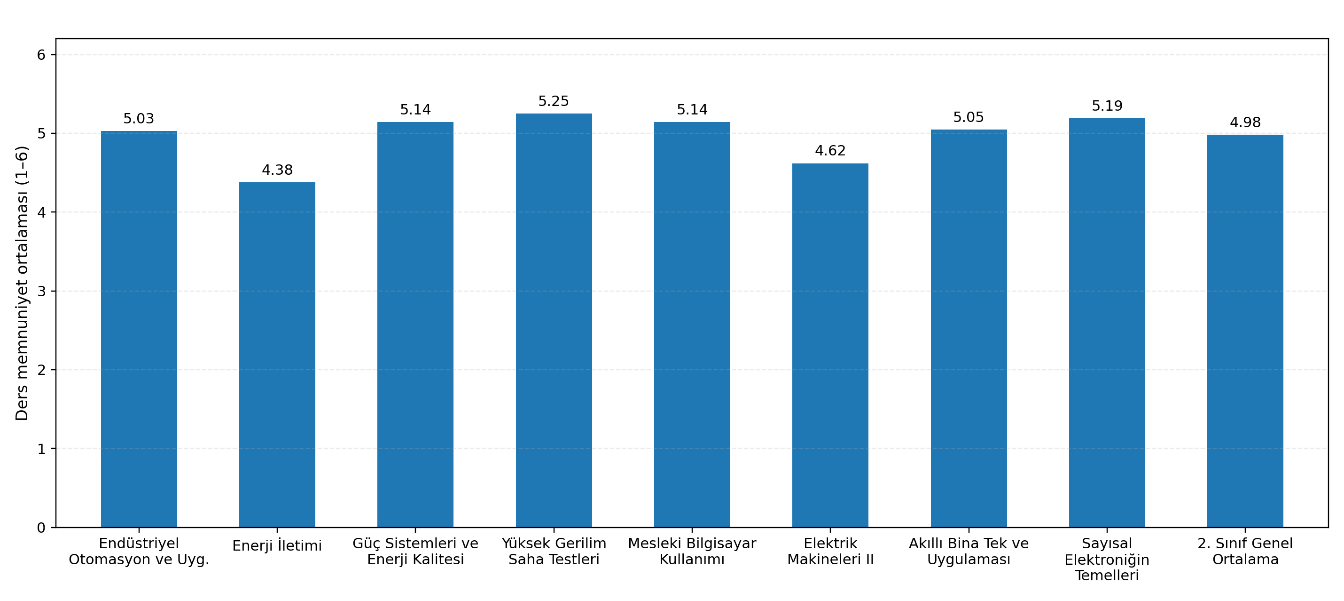 Ders memnuniyet ortalaması (1–6)
6
5
4
3
2
1
0
5.03
4.38
5.14
5.25
5.14
4.62
5.05
5.19
4.98
Endüstriyel
Otomasyon ve Uyg.
Enerji İletimi
Güç Sistemleri ve
Enerji Kalitesi
Yüksek Gerilim
Saha Testleri
Mesleki Bilgisayar
Kullanımı
Elektrik
Makineleri II
Akıllı Bina Tek ve
Uygulaması
Sayısal
Elektroniğin
Temelleri
2. Sınıf Genel
Ortalama